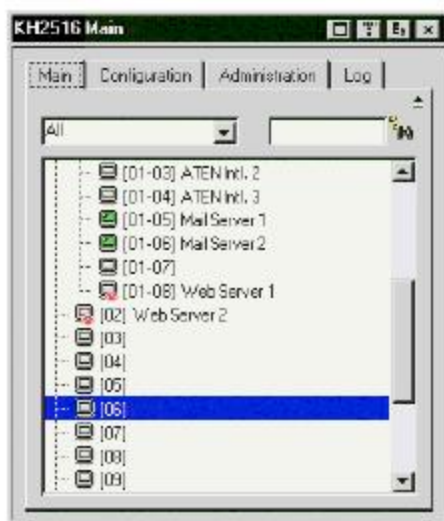 KH2516 Main
Main Configuration Administration Log
All
[01-03] ATEN Intl. 2
[01-04] ATEN Intl. 3
[01-05] Mail Server 1
[01-06] Mail Server 2
[01-07]
[01-08] Web Server 1
[02] Web Server 2
[03]
[04]
[05]
[06]
[07]
[08]
[09]